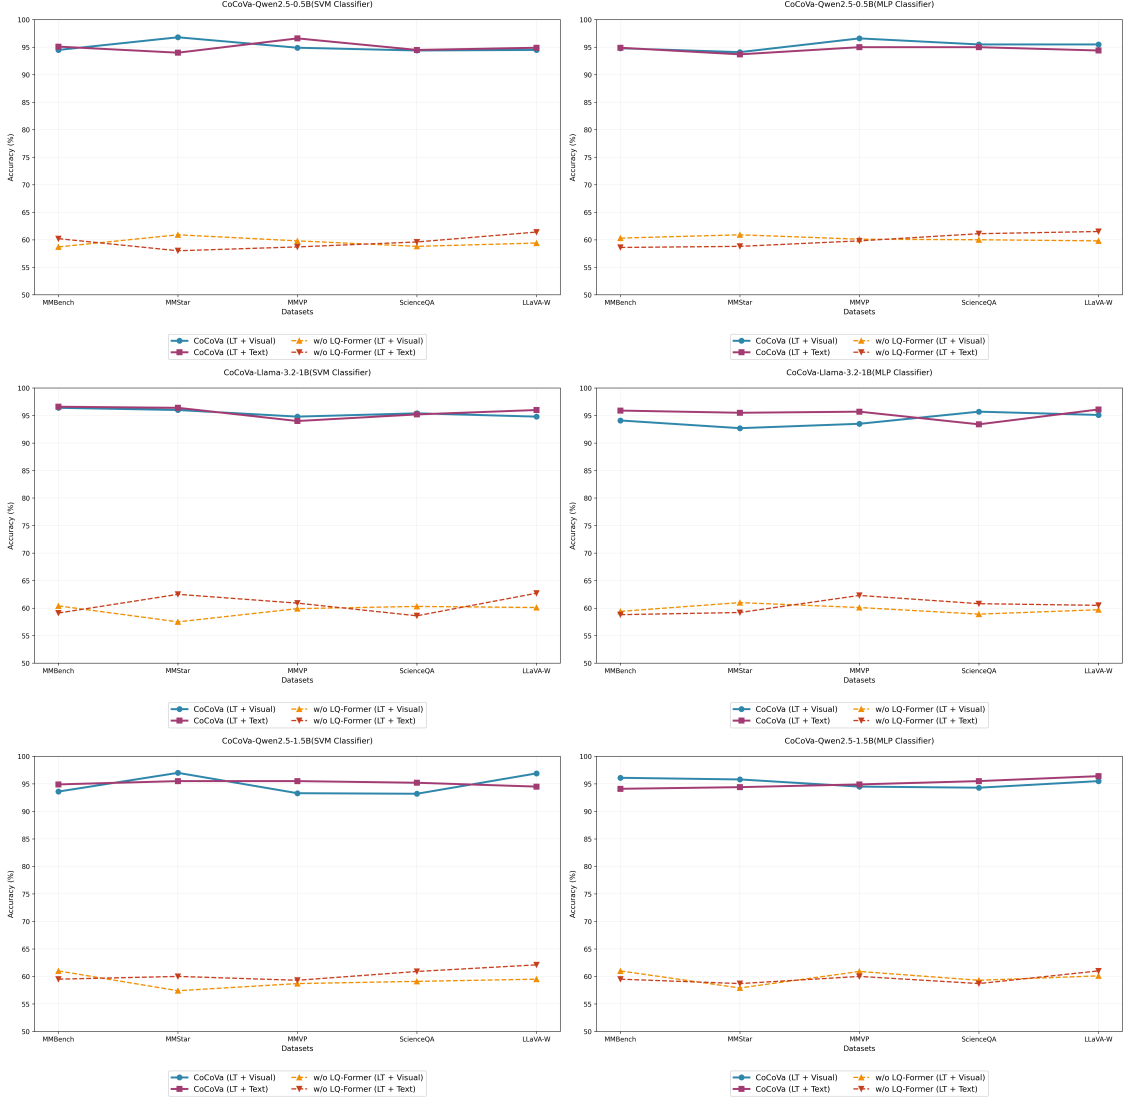 CoCoVa-Qwen2.5-0.5B(SVM Classifier)
Accuracy (%)
100
95
90
85
80
75
70
65
60
55
50
MMBench MMStar MMVP ScienceQA LLaVA-W
Datasets
CoCoVa (LT + Visual) w/o LQ-Former (LT + Visual)
CoCoVa (LT + Text) w/o LQ-Former (LT + Text)
CoCoVa-Qwen2.5-0.5B(MLP Classifier)
Accuracy (%)
100
95
90
85
80
75
70
65
60
55
50
MMBench MMStar MMVP ScienceQA LLaVA-W
Datasets
CoCoVa (LT + Visual) w/o LQ-Former (LT + Visual)
CoCoVa (LT + Text) w/o LQ-Former (LT + Text)
CoCoVa-Llama-3.2-1B(SVM Classifier)
Accuracy (%)
100
95
90
85
80
75
70
65
60
55
50
MMBench MMStar MMVP ScienceQA LLaVA-W
Datasets
CoCoVa (LT + Visual) w/o LQ-Former (LT + Visual)
CoCoVa (LT + Text) w/o LQ-Former (LT + Text)
CoCoVa-Llama-3.2-1B(MLP Classifier)
Accuracy (%)
100
95
90
85
80
75
70
65
60
55
50
MMBench MMStar MMVP ScienceQA LLaVA-W
Datasets
CoCoVa (LT + Visual) w/o LQ-Former (LT + Visual)
CoCoVa (LT + Text) w/o LQ-Former (LT + Text)
CoCoVa-Qwen2.5-1.5B(SVM Classifier)
Accuracy (%)
100
95
90
85
80
75
70
65
60
55
50
MMBench MMStar MMVP ScienceQA LLaVA-W
Datasets
CoCoVa (LT + Visual) w/o LQ-Former (LT + Visual)
CoCoVa (LT + Text) w/o LQ-Former (LT + Text)
CoCoVa-Qwen2.5-1.5B(MLP Classifier)
Accuracy (%)
100
95
90
85
80
75
70
65
60
55
50
MMBench MMStar MMVP ScienceQA LLaVA-W
Datasets
CoCoVa (LT + Visual) w/o LQ-Former (LT + Visual)
CoCoVa (LT + Text) w/o LQ-Former (LT + Text)